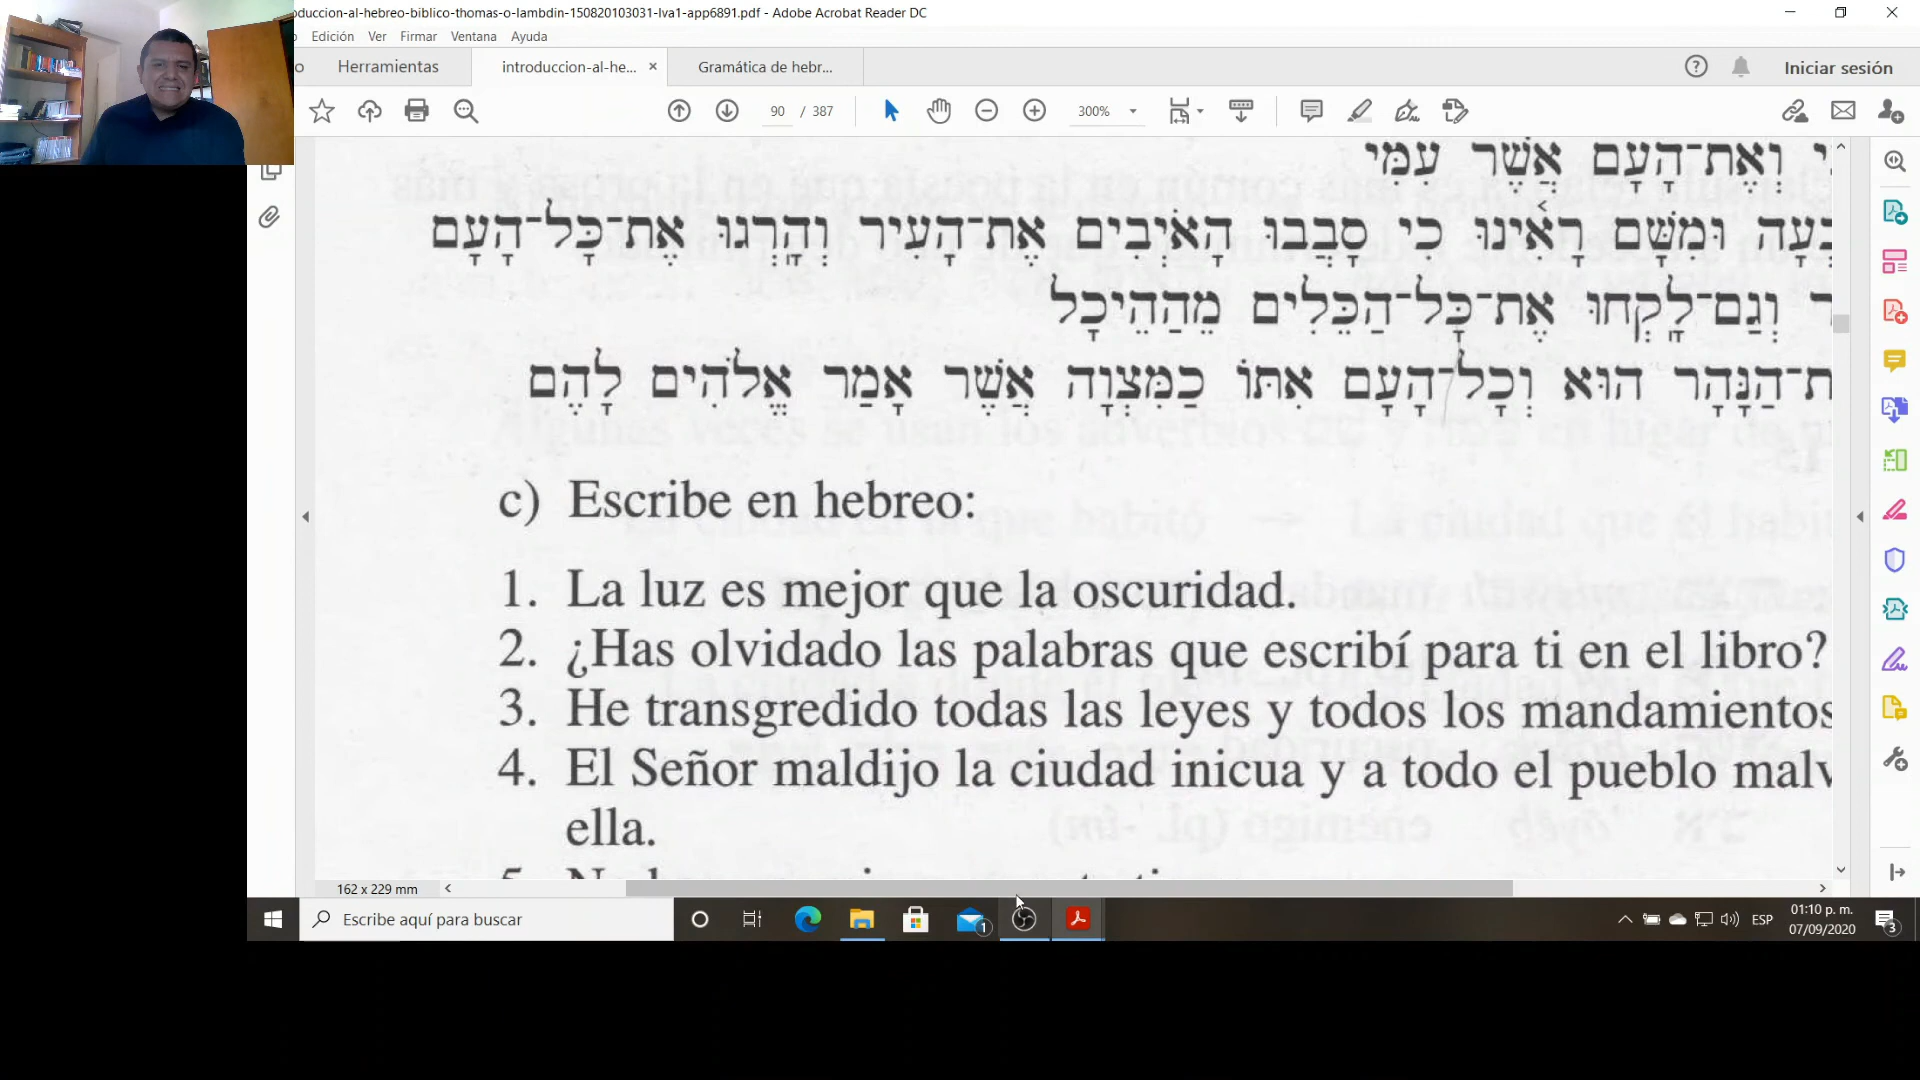 oduccion-al-hebreo-biblico-thomas-o-lambdin-150820103031-lva1-app6891.pdf - Adobe Acrobat Reader DC
Edición Ver Firmar Ventana Ayuda
Herramientas introduccion-al-he... × Gramática de hebr... Iniciar sesión
90 / 387 300%
וְאֶת־הָעָם אֲשֶׁר עִמִּי
וּמִשָּׁם רָאִ֫ינוּ כִּי סָבְבוּ הָאֹיְבִים אֶת־הָעִיר וְהָרְגוּ אֶת־כָּל־הָעָם
וְגַם־לָקְחוּ אֶת־כָּל־הַכֵּלִים מֵהַהֵיכָל
ת־הַנָּהָר הוּא וְכָל־הָעָם אִתּוֹ כַּמִּצְוָה אֲשֶׁר אָמַר אֱלֹהִים לָהֶם
c) Escribe en hebreo:
1. La luz es mejor que la oscuridad.
2. ¿Has olvidado las palabras que escribí para ti en el libro?
3. He transgredido todas las leyes y todos los mandamientos
4. El Señor maldijo la ciudad inicua y a todo el pueblo malv
ella.
162 x 229 mm
Escribe aquí para buscar
1
ESP
01:10 p. m.
07/09/2020
3